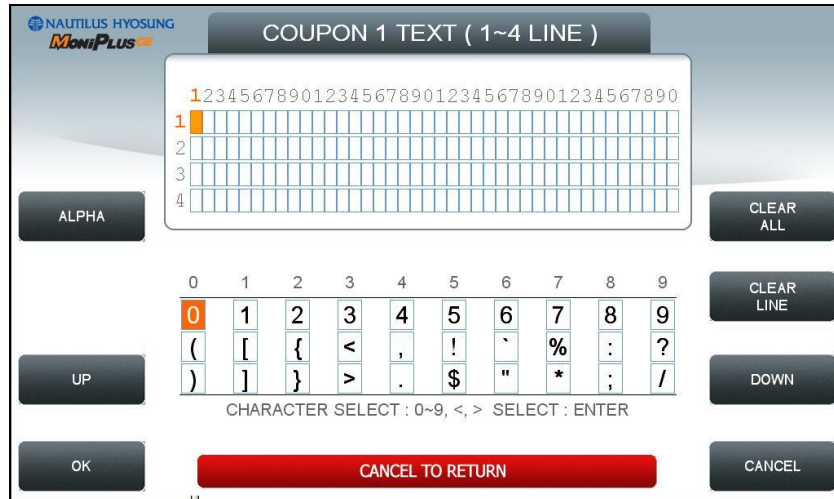 NAUTILUS HYOSUNG
MoniPlusCE
COUPON 1 TEXT ( 1~4 LINE )
1234567890123456789012345678901234567890
1
2
3
4
ALPHA
CLEAR
ALL
0 1 2 3 4 5 6 7 8 9
CLEAR
LINE
0 1 2 3 4 5 6 7 8 9
( [ { < , ! ` % : ?
) ] } > . $ " * ; /
UP
DOWN
CHARACTER SELECT : 0~9, <, > SELECT : ENTER
OK
CANCEL TO RETURN
CANCEL